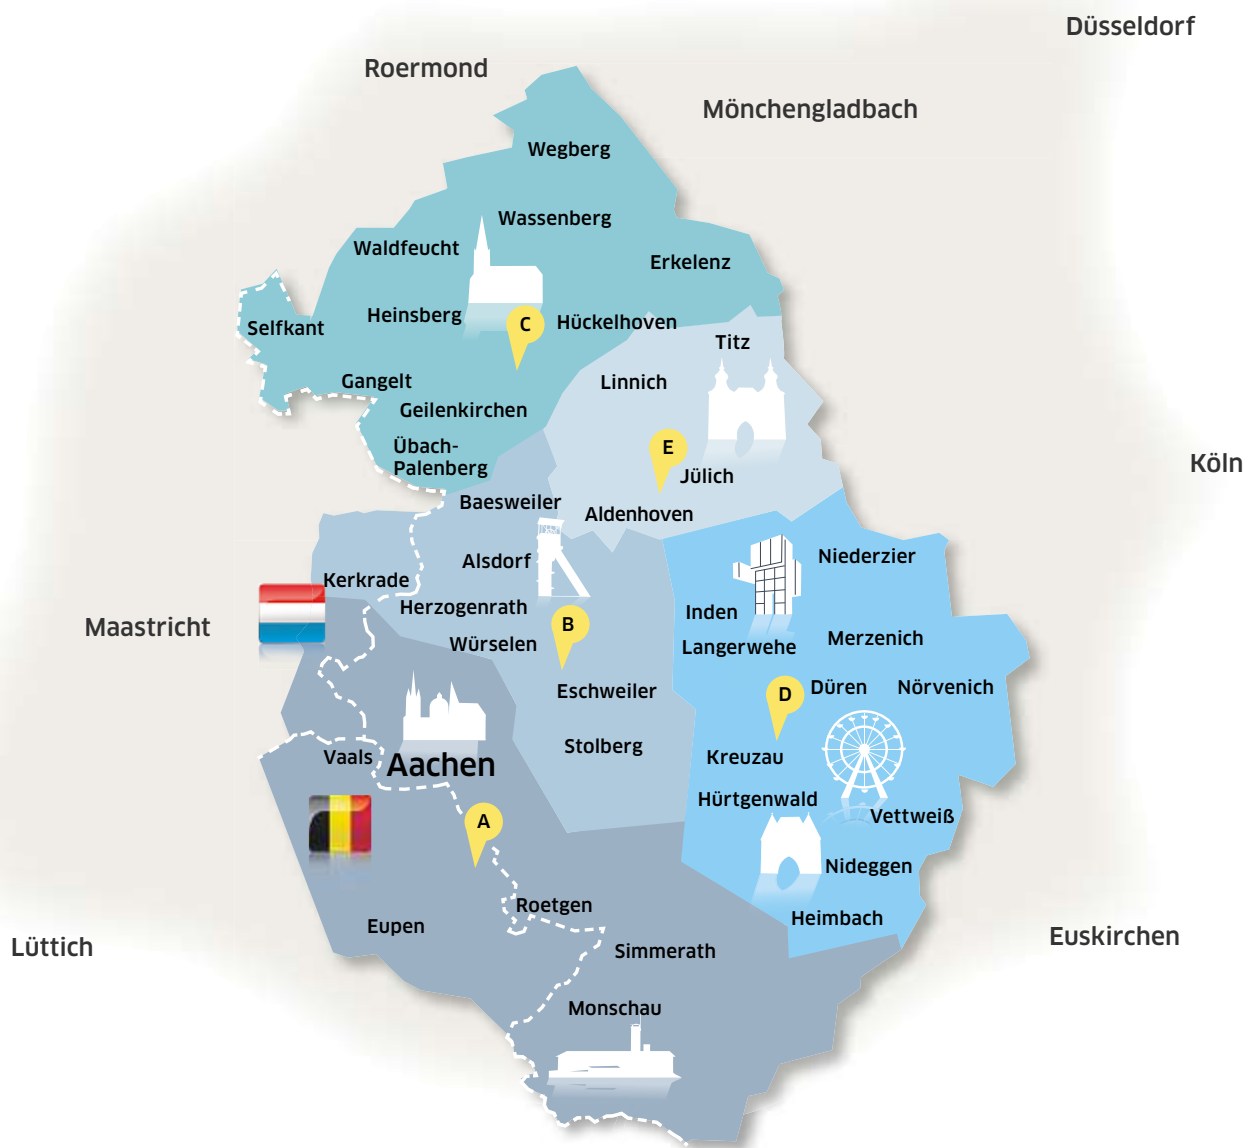 Düsseldorf
Roermond
Mönchengladbach
Wegberg
Wassenberg
Waldfeucht
Erkelenz
Heinsberg
C
Hückelhoven
Selfkant
Titz
Gangelt
Linnich
Geilenkirchen
Übach-
Palenberg
E
Jülich
Köln
Baesweiler
Aldenhoven
Alsdorf
Niederzier
Kerkrade
Herzogenrath
Inden
B
Maastricht
Würselen
Langerwehe
Merzenich
Eschweiler
D
Düren
Nörvenich
Stolberg
Vaals
Aachen
Kreuzau
Hürtgenwald
Vettweiß
A
Nideggen
Roetgen
Heimbach
Eupen
Lüttich
Simmerath
Euskirchen
Monschau